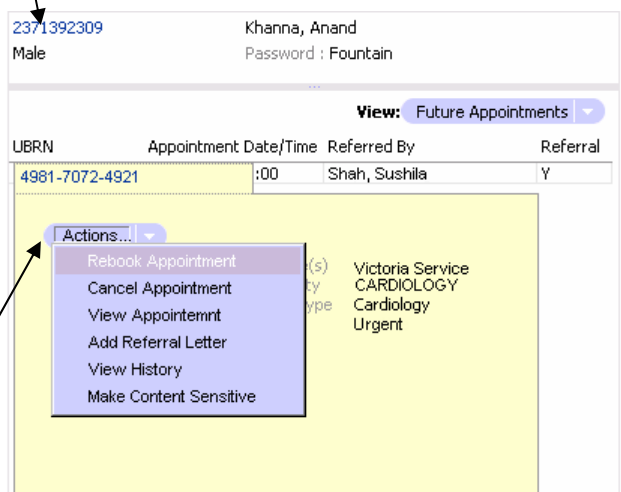 2371392309 Khanna, Anand
Male Password : Fountain
View: Future Appointments
UBRN Appointment Date/Time Referred By Referral
4981-7072-4921 :00 Shah, Sushila Y
Actions...
Rebook Appointment (s) Victoria Service
Cancel Appointment ty CARDIOLOGY
View Appointemnt ype Cardiology
Urgent
Add Referral Letter
View History
Make Content Sensitive